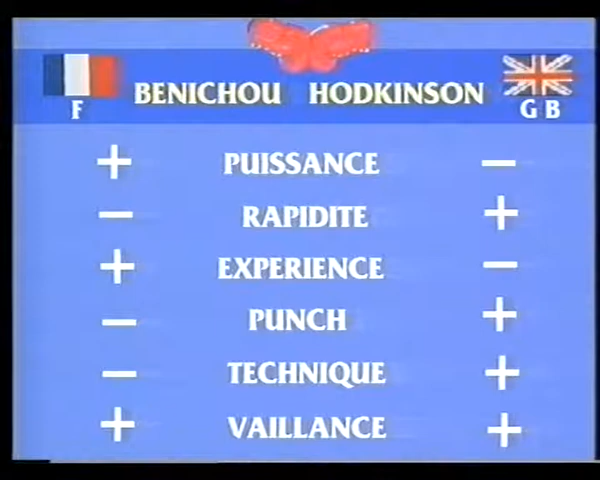 BENICHOU HODKINSON
F GB
+ PUISSANCE −
− RAPIDITE +
+ EXPERIENCE −
− PUNCH +
− TECHNIQUE +
+ VAILLANCE +